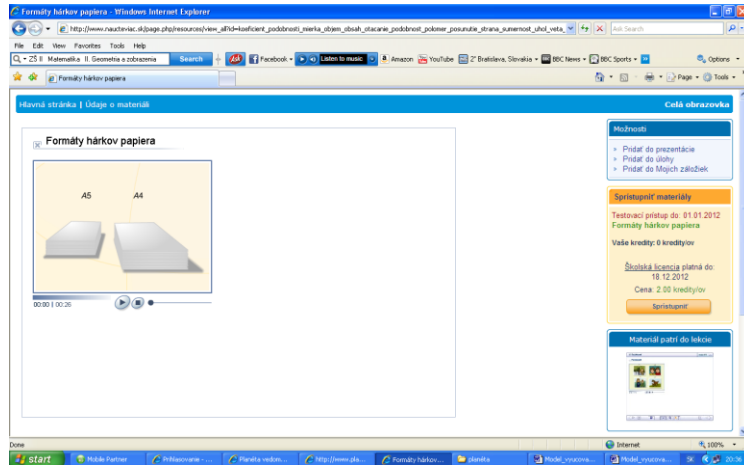 Formáty hárkov papiera - Windows Internet Explorer
http://www.nauctevia.sk/page.php/resources/view_all?id=koeficient_podobnosti_mierka_objem_obsah_otacanie_podobnost_polomer_posunutie_strana_sumernost_uhol_veta_
Ask Search
File Edit View Favorites Tools Help
ZŠ II Matematika II. Geometria a zobrazenia Search Facebook Listen to music Amazon YouTube 2° Bratislava, Slovakia BBC News BBC Sports Options
Formáty hárkov papiera Page Tools
Hlavná stránka | Údaje o materiáli Celá obrazovka
Formáty hárkov papiera
A5 A4
00:00 | 00:26
Možnosti
» Pridať do prezentácie
» Pridať do úlohy
» Pridať do Mojich záložiek
Sprístupniť materiály
Testovací prístup do: 01.01.2012
Formáty hárkov papiera
Vaše kredity: 0 kreditý/ov
Školská licencia platná do:
18.12.2012
Cena: 2.00 kreditý/ov
Sprístupniť
Materiál patrí do lekcie
Done Internet 100%
start Mobile Partner Prihlasovanie - ... Planéta vedom... http://www.pla... Formáty hárkov... planéta Model_vyucova... Model_vyucova... SK 20:36